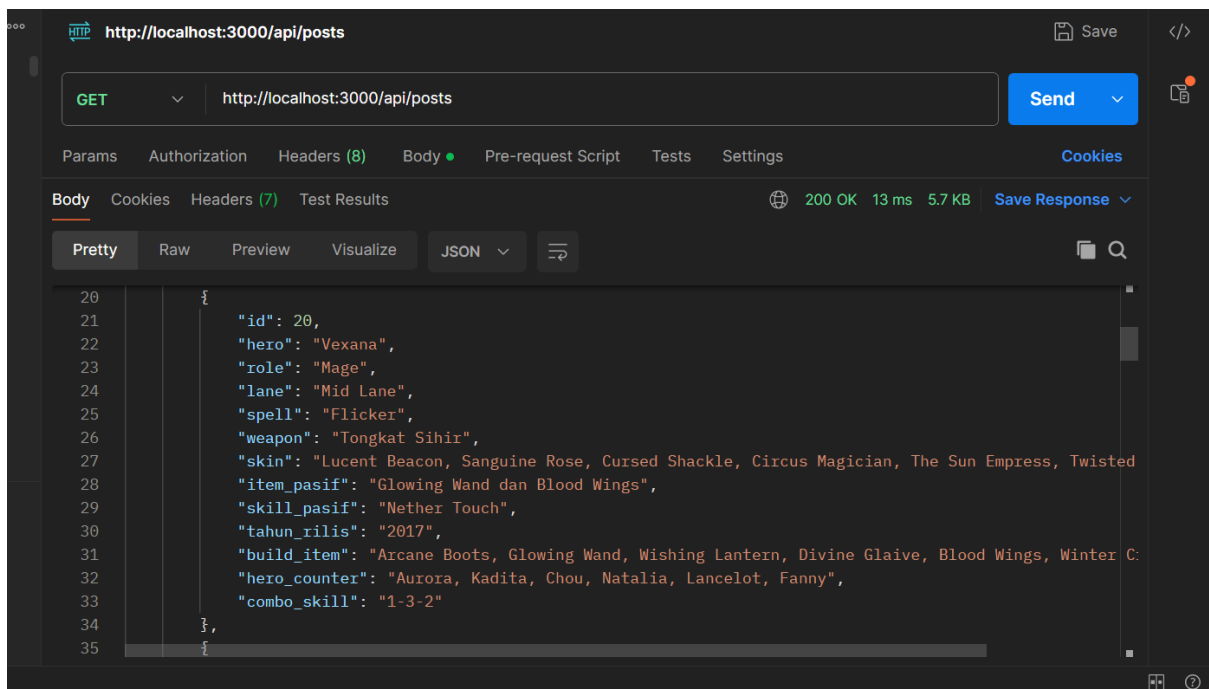 HTTP http://localhost:3000/api/posts Save </>
GET http://localhost:3000/api/posts Send
Params Authorization Headers (8) Body Pre-request Script Tests Settings Cookies
Body Cookies Headers (7) Test Results 200 OK 13 ms 5.7 KB Save Response
Pretty Raw Preview Visualize JSON
20 {
21 "id": 20,
22 "hero": "Vexana",
23 "role": "Mage",
24 "lane": "Mid Lane",
25 "spell": "Flicker",
26 "weapon": "Tongkat Sihir",
27 "skin": "Lucent Beacon, Sanguine Rose, Cursed Shackle, Circus Magician, The Sun Empress, Twisted
28 "item_pasif": "Glowing Wand dan Blood Wings",
29 "skill_pasif": "Nether Touch",
30 "tahun_rilis": "2017",
31 "build_item": "Arcane Boots, Glowing Wand, Wishing Lantern, Divine Glaive, Blood Wings, Winter
32 "hero_counter": "Aurora, Kadita, Chou, Natalia, Lancelot, Fanny",
33 "combo_skill": "1-3-2"
34 },
35 {